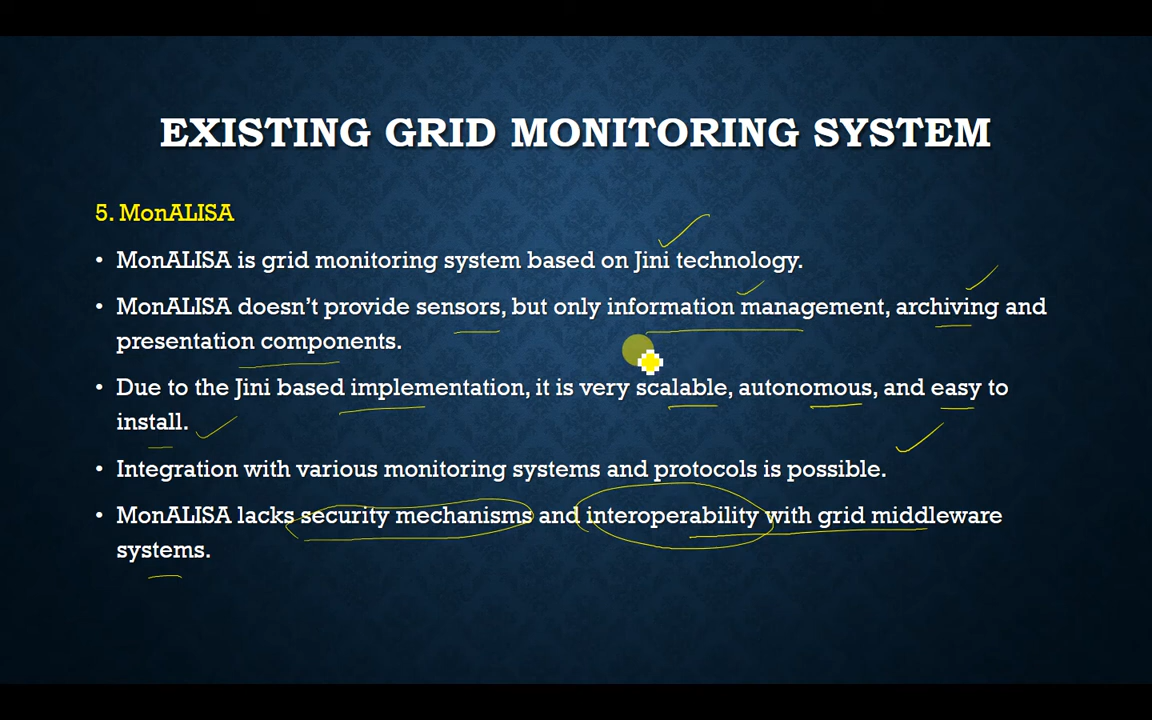 EXISTING GRID MONITORING SYSTEM
5. MonALISA
• MonALISA is grid monitoring system based on Jini technology.
• MonALISA doesn't provide sensors, but only information management, archiving and
presentation components.
• Due to the Jini based implementation, it is very scalable, autonomous, and easy to
install.
• Integration with various monitoring systems and protocols is possible.
• MonALISA lacks security mechanisms and interoperability with grid middleware
systems.